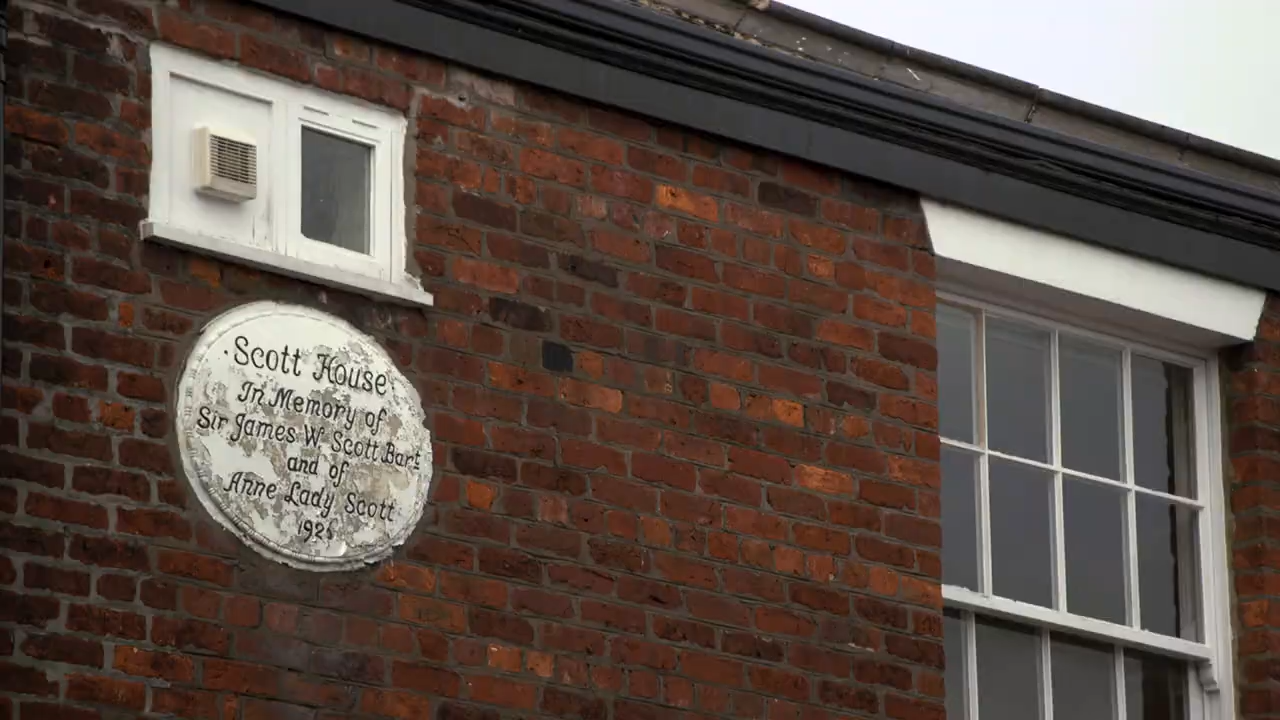 Scott House
In Memory of
Sir James W. Scott Bart
and of
Anne Lady Scott